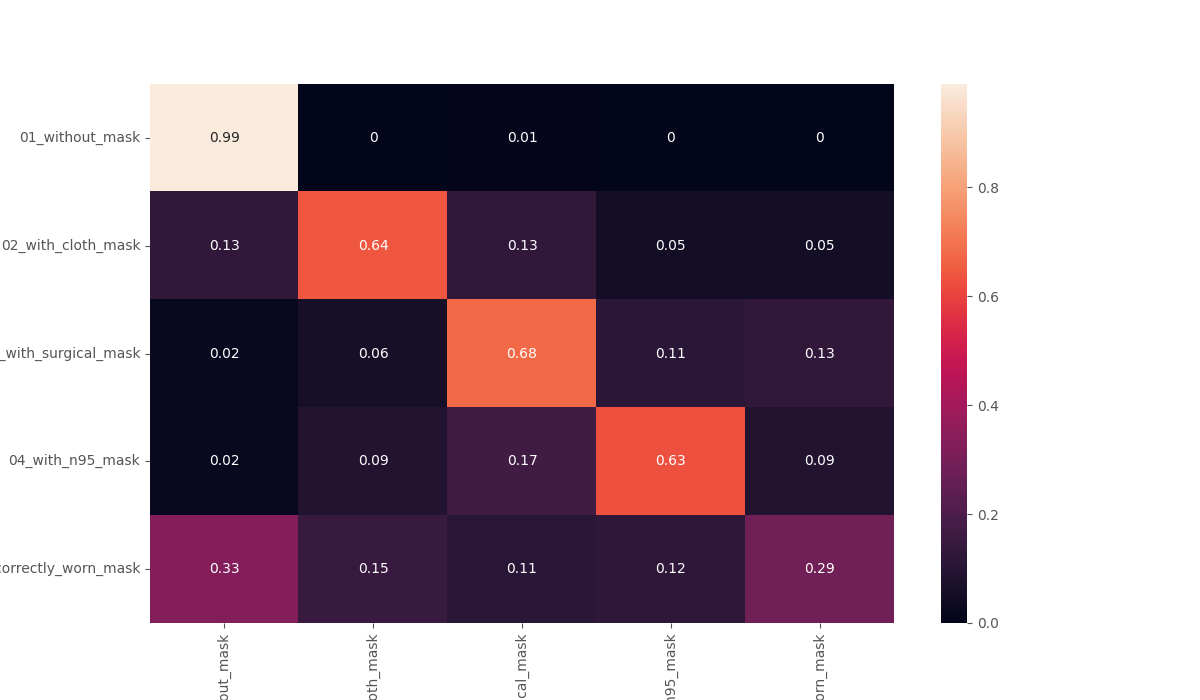 01_without_mask 0.99 0 0.01 0 0
02_with_cloth_mask 0.13 0.64 0.13 0.05 0.05
_with_surgical_mask 0.02 0.06 0.68 0.11 0.13
04_with_n95_mask 0.02 0.09 0.17 0.63 0.09
correctly_worn_mask 0.33 0.15 0.11 0.12 0.29
out_mask
oth_mask
cal_mask
n95_mask
orn_mask
0.8
0.6
0.4
0.2
0.0